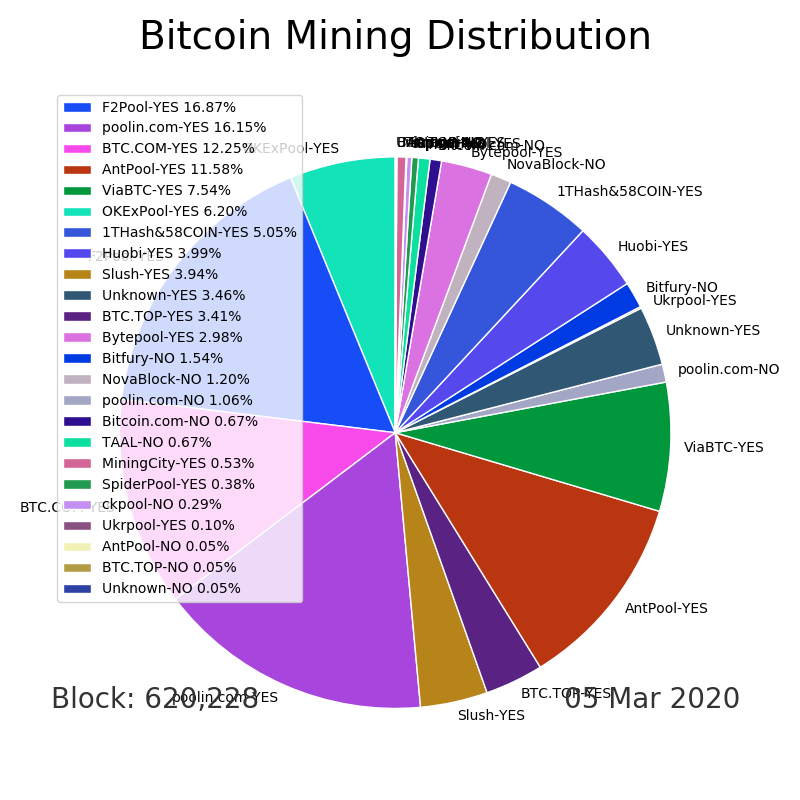 Bitcoin Mining Distribution
F2Pool-YES 16.87%
poolin.com-YES 16.15%
BTC.COM-YES 12.25%
AntPool-YES 11.58%
ViaBTC-YES 7.54%
OKExPool-YES 6.20%
1THash&58COIN-YES 5.05%
Huobi-YES 3.99%
Slush-YES 3.94%
Unknown-YES 3.46%
BTC.TOP-YES 3.41%
Bytepool-YES 2.98%
Bitfury-NO 1.54%
NovaBlock-NO 1.20%
poolin.com-NO 1.06%
Bitcoin.com-NO 0.67%
TAAL-NO 0.67%
MiningCity-YES 0.53%
SpiderPool-YES 0.38%
ckpool-NO 0.29%
Ukrpool-YES 0.10%
AntPool-NO 0.05%
BTC.TOP-NO 0.05%
Unknown-NO 0.05%
OKExPool-YES
Bytepool-YES
NovaBlock-NO
1THash&58COIN-YES
Huobi-YES
Bitfury-NO
Ukrpool-YES
Unknown-YES
poolin.com-NO
ViaBTC-YES
AntPool-YES
BTC.TOP-YES
Slush-YES
poolin.com-YES
BTC.COM-YES
F2Pool-YES
Block: 620,228
05 Mar 2020